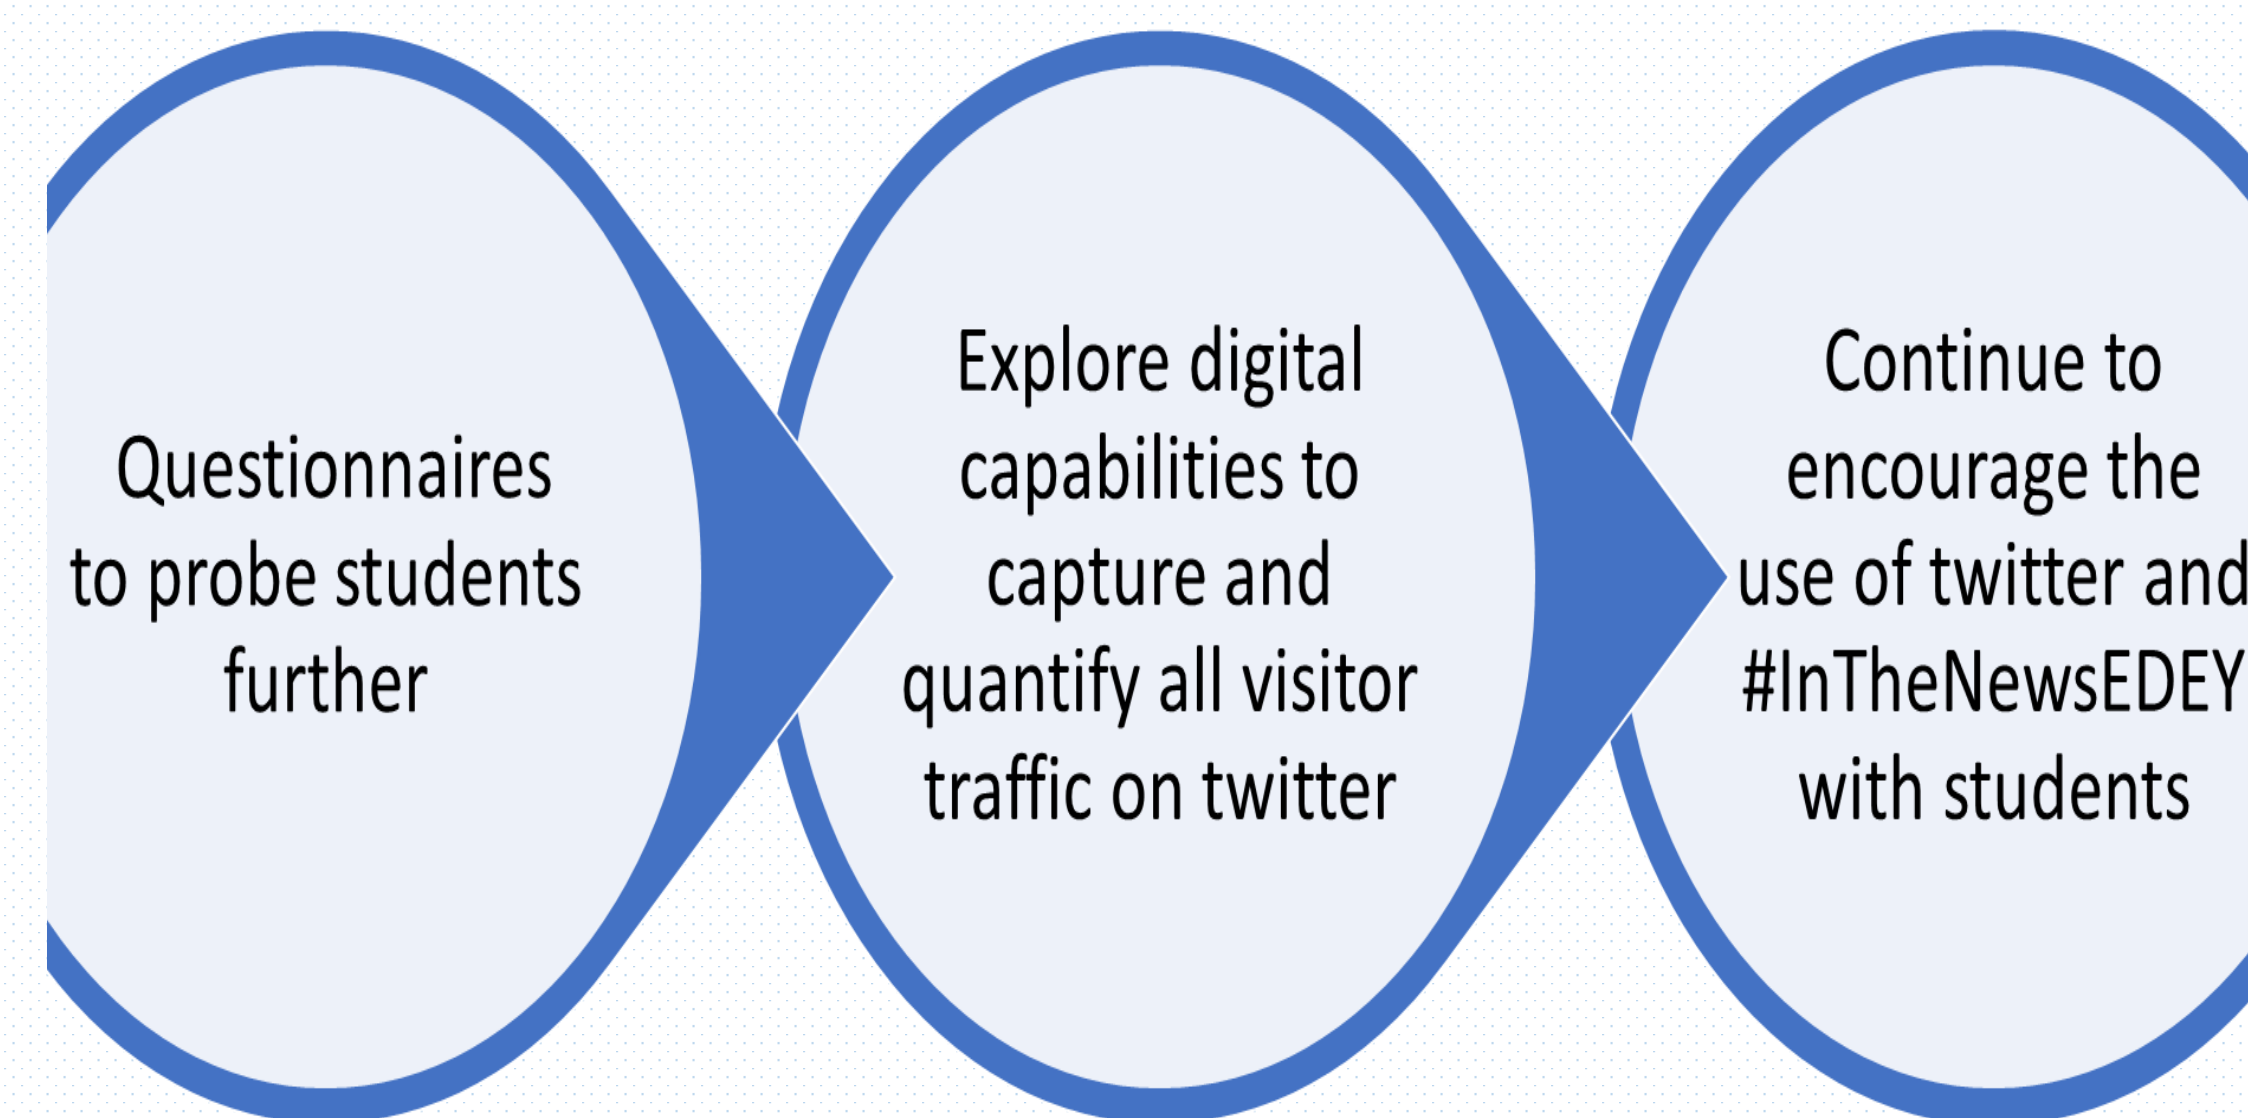 Questionnaires
to probe students
further
Explore digital
capabilities to
capture and
quantify all visitor
traffic on twitter
Continue to
encourage the
use of twitter and
#InTheNewsEDEY
with students